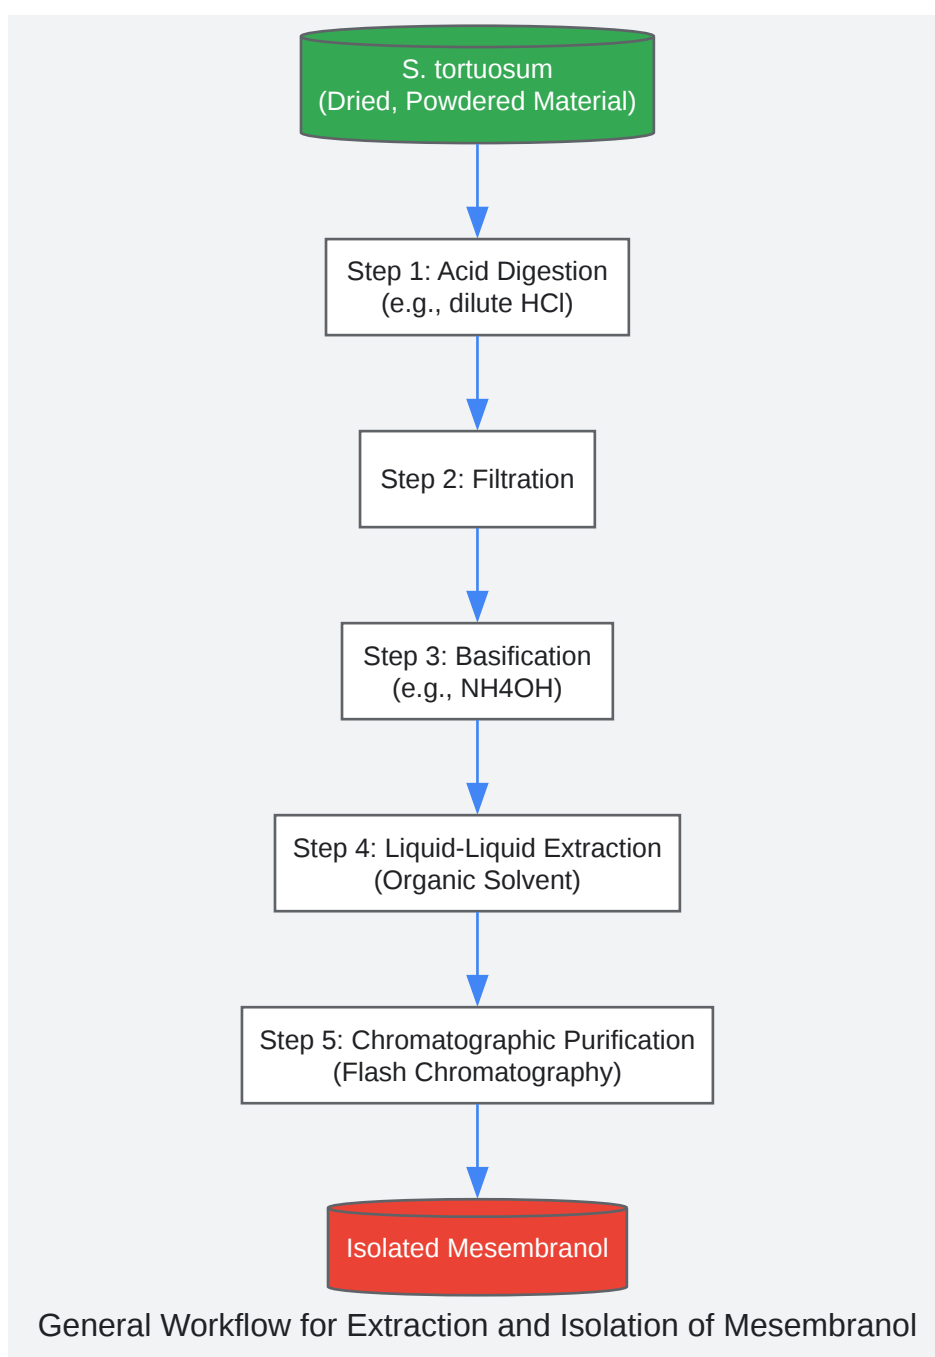 S. tortuosum
(Dried, Powdered Material)
Step 1: Acid Digestion
(e.g., dilute HCl)
Step 2: Filtration
Step 3: Basification
(e.g., NH4OH)
Step 4: Liquid-Liquid Extraction
(Organic Solvent)
Step 5: Chromatographic Purification
(Flash Chromatography)
Isolated Mesembranol
General Workflow for Extraction and Isolation of Mesembranol